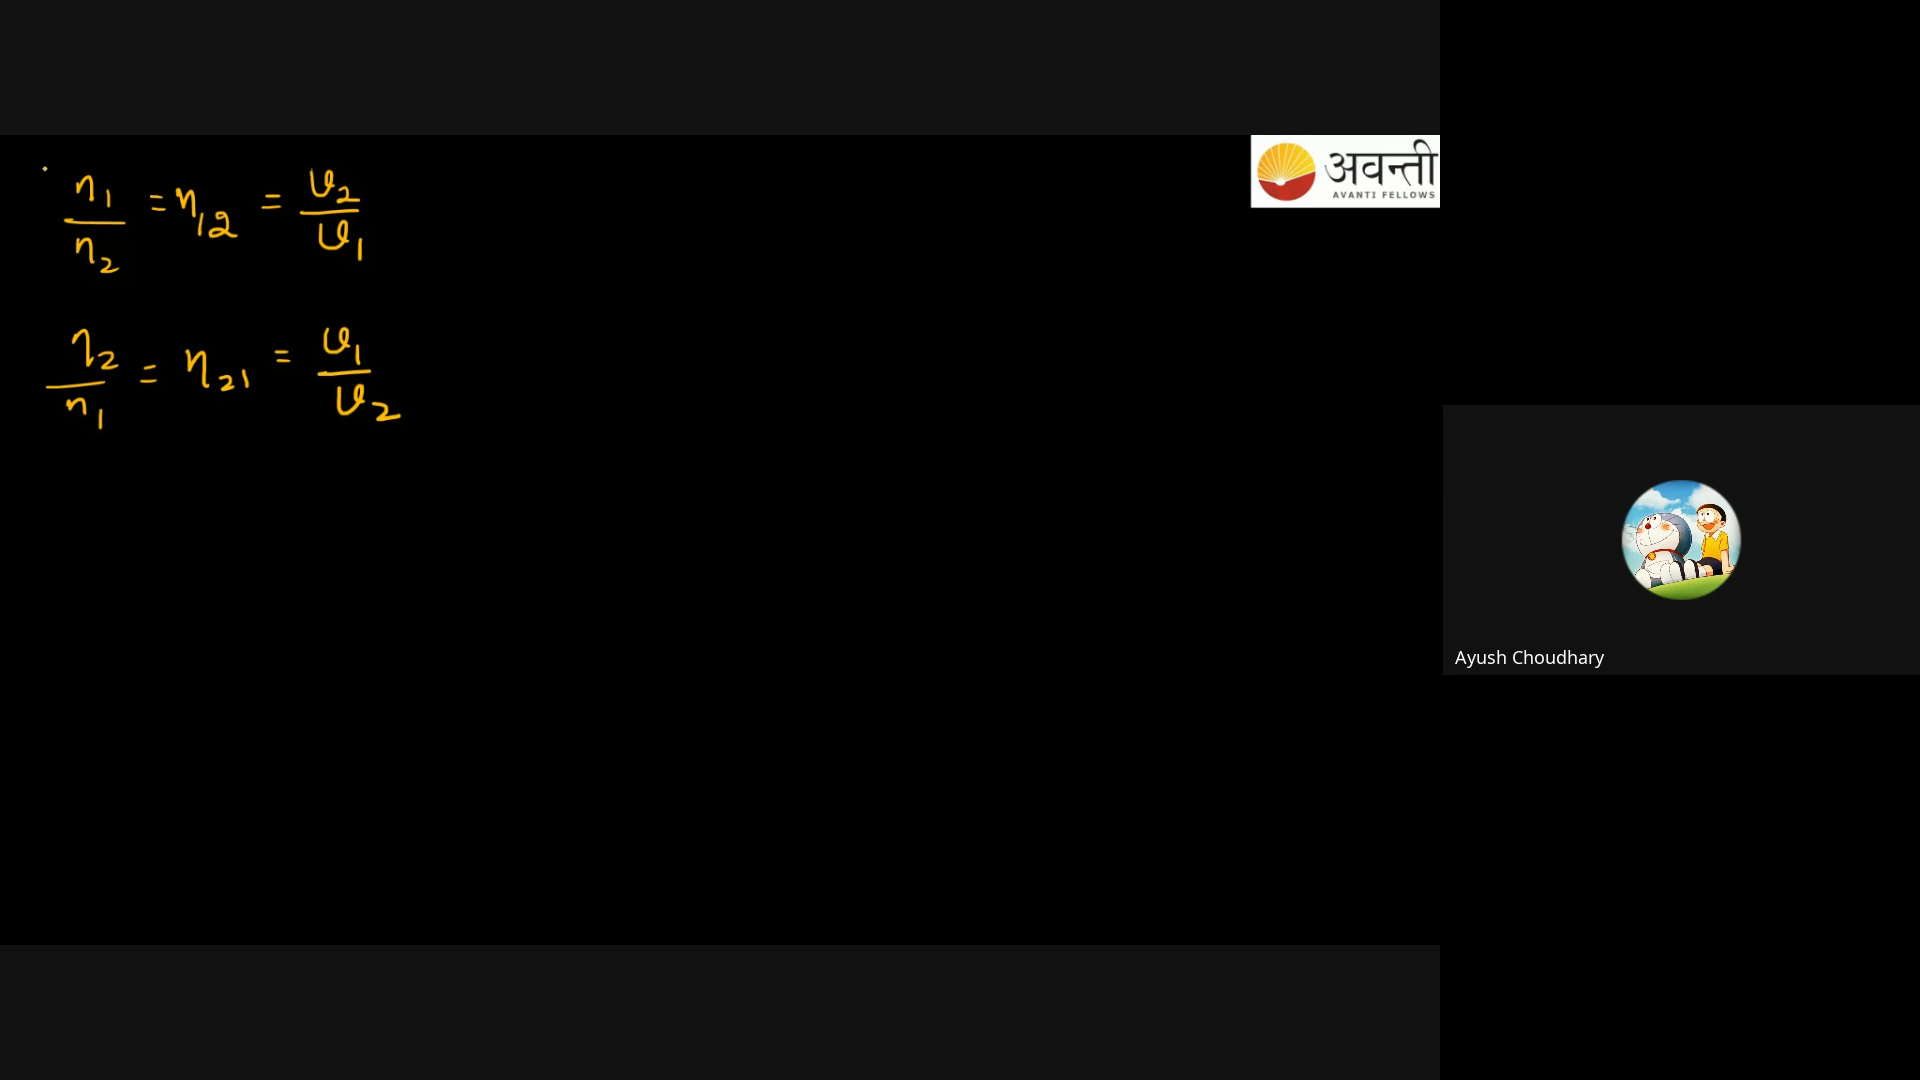 n₁/n₂ = n₁₂ = v₂/v₁
अवन्ती
AVANTI FELLOWS
n₂/n₁ = n₂₁ = v₁/v₂
Ayush Choudhary